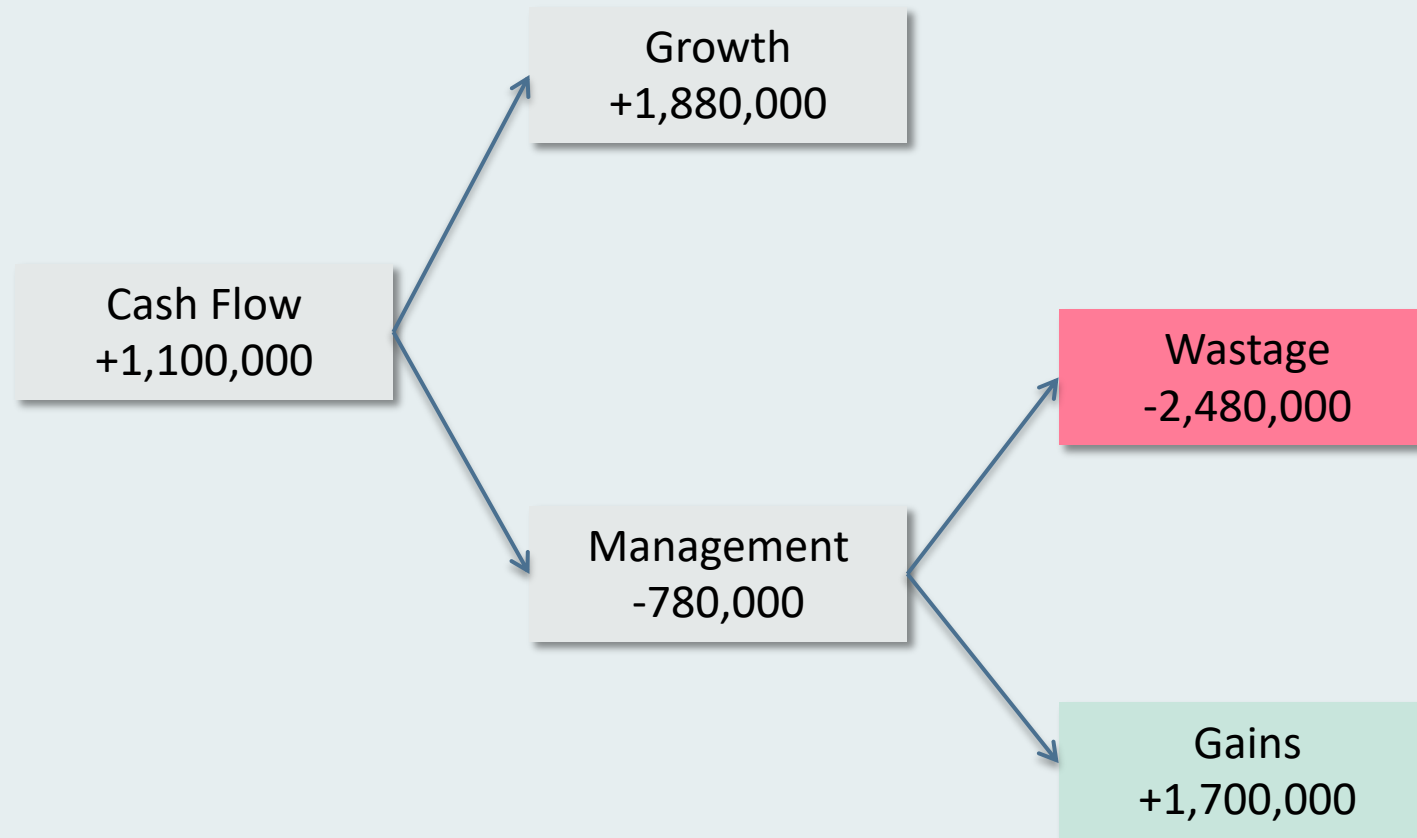 Growth
+1,880,000
Cash Flow
+1,100,000
Wastage
-2,480,000
Management
-780,000
Gains
+1,700,000